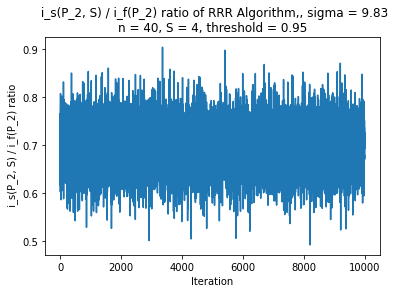 i_s(P_2, S) / i_f(P_2) ratio of RRR Algorithm,, sigma = 9.83
n = 40, S = 4, threshold = 0.95
i_s(P_2, S) / i_f(P_2) ratio
0.9
0.8
0.7
0.6
0.5
0 2000 4000 6000 8000 10000
Iteration